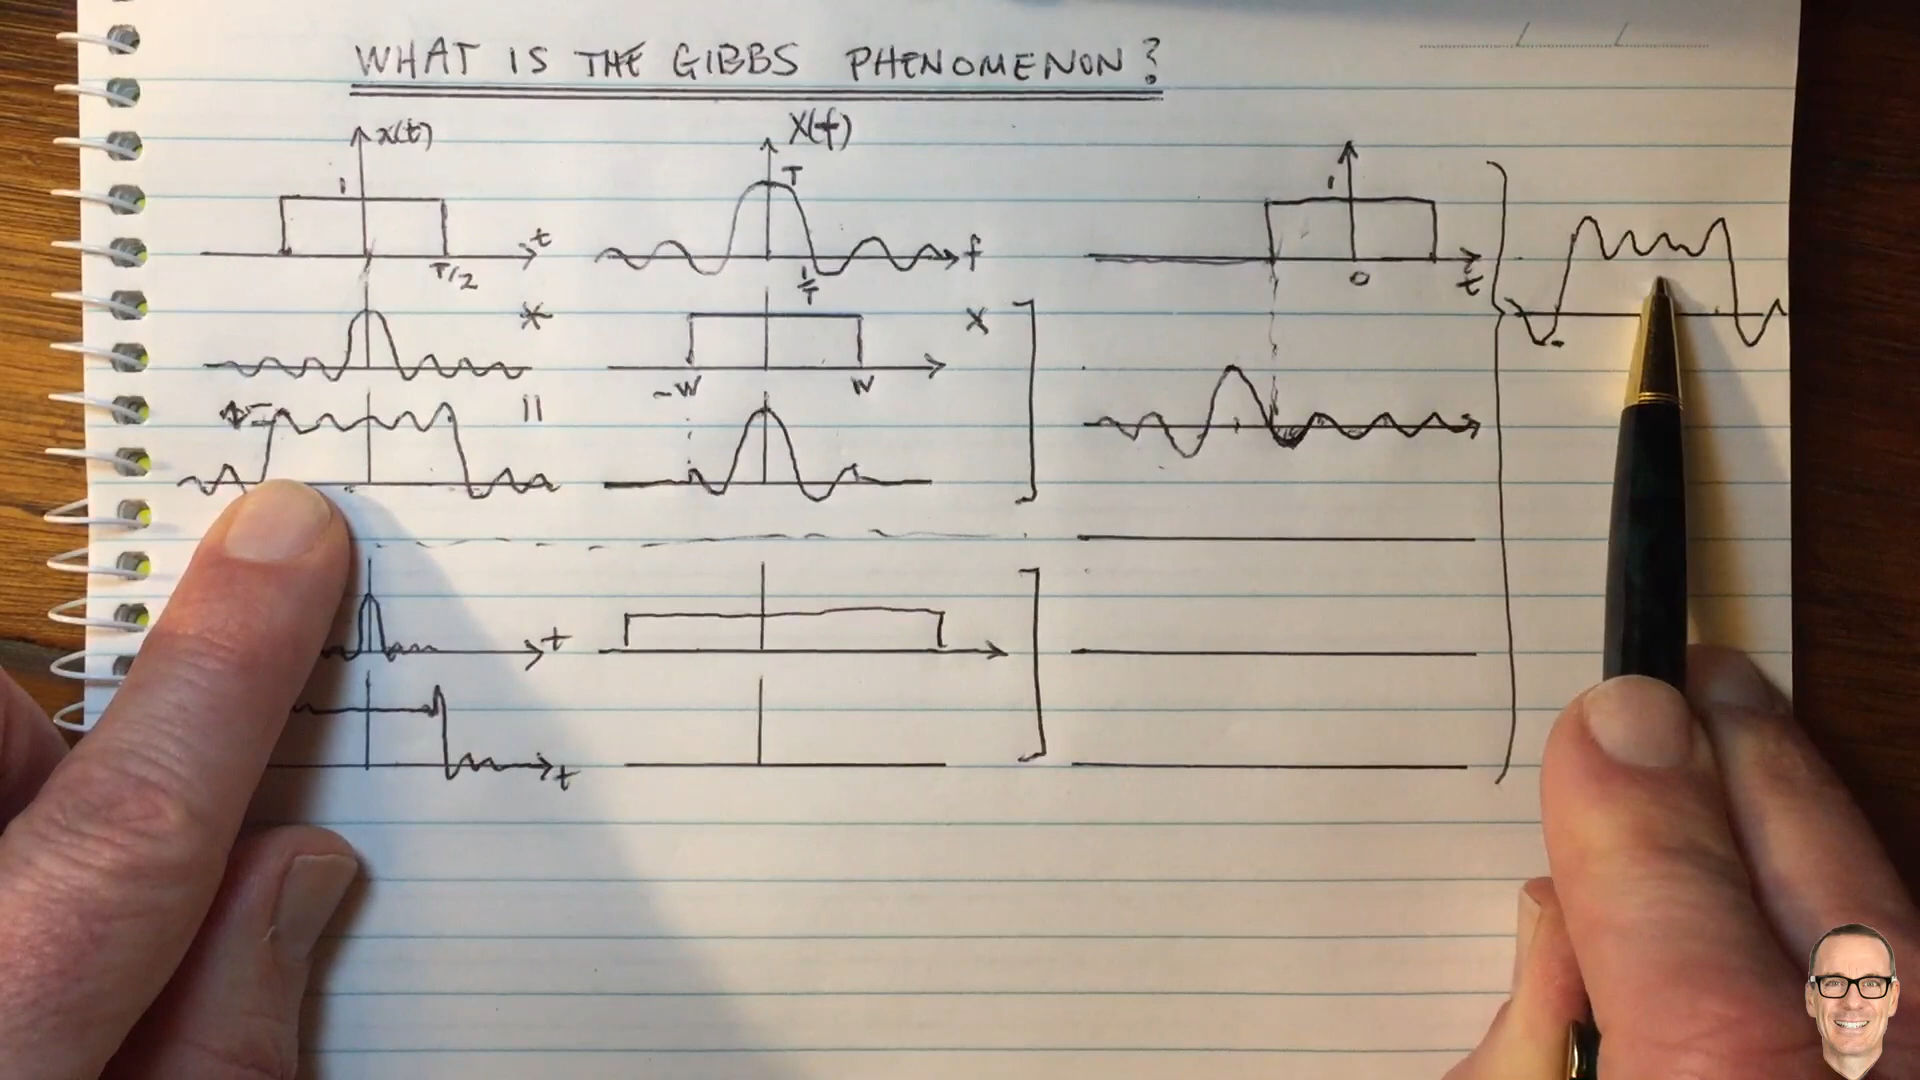 WHAT IS THE GIBBS PHENOMENON?
x(t) X(f)
1 T 1
t f
T/2 1/T 0 t
* X
-W W
=
t
t